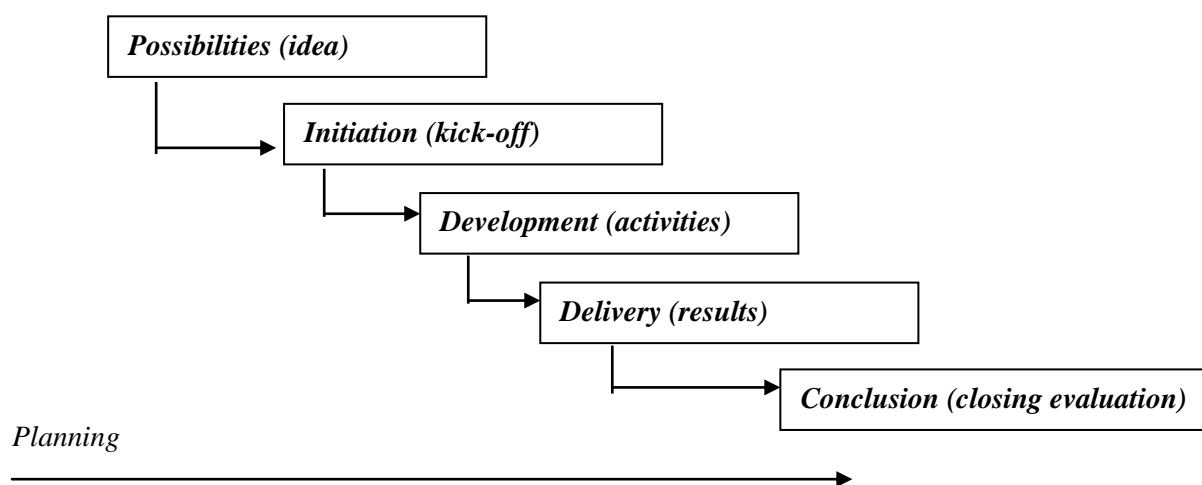 Possibilities (idea)
Initiation (kick-off)
Development (activities)
Delivery (results)
Conclusion (closing evaluation)
Planning